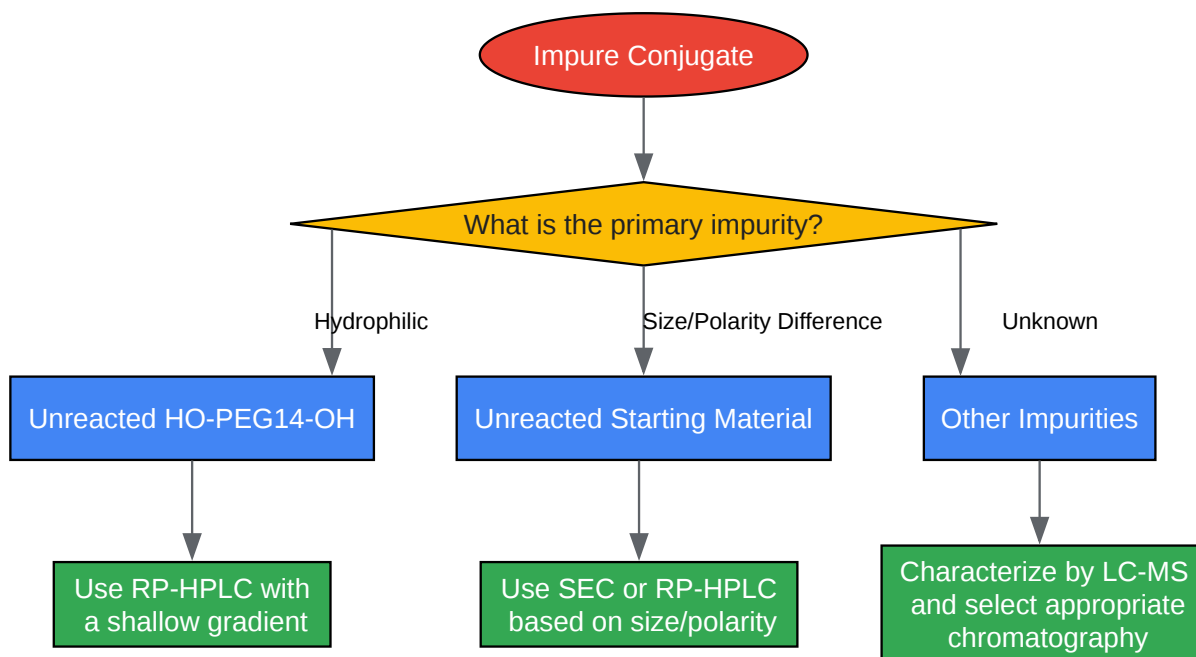 Impure Conjugate
What is the primary impurity?
Hydrophilic
Size/Polarity Difference
Unknown
Unreacted HO-PEG14-OH
Unreacted Starting Material
Other Impurities
Use RP-HPLC with
a shallow gradient
Use SEC or RP-HPLC
based on size/polarity
Characterize by LC-MS
and select appropriate
chromatography